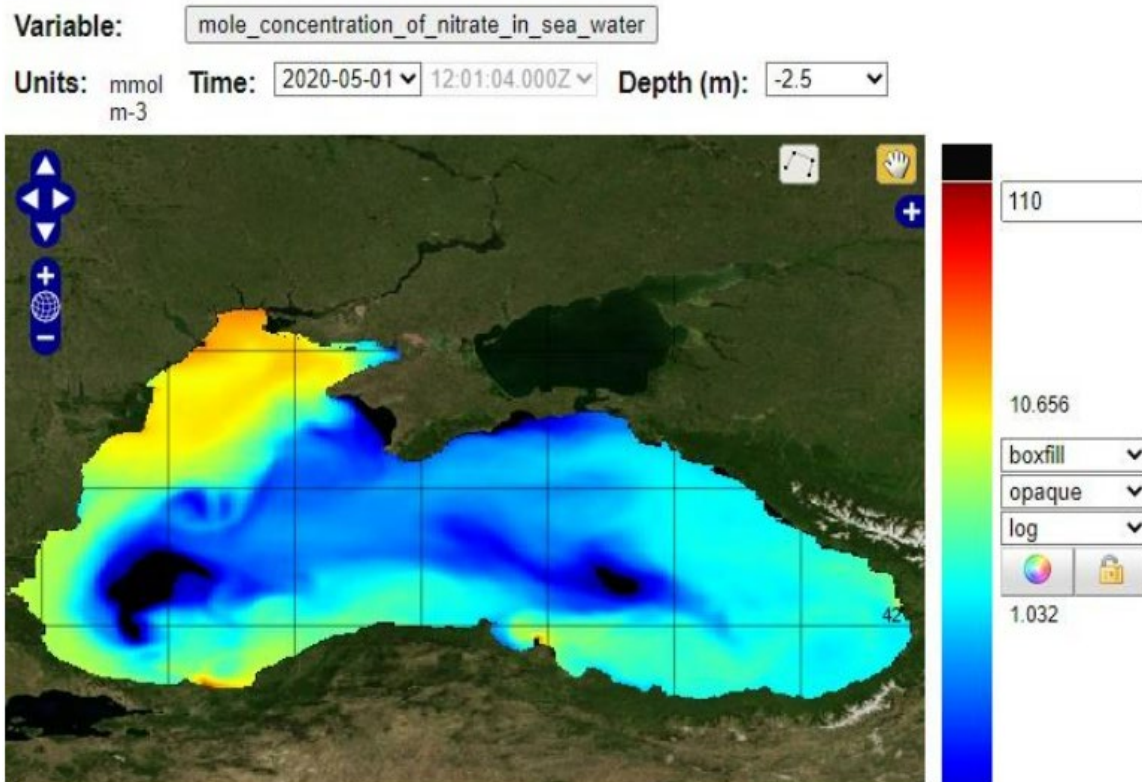 Variable: mole_concentration_of_nitrate_in_sea_water
Units: mmol m-3 Time: 2020-05-01 12:01:04.000Z Depth (m): -2.5
110
10.656
boxfill
opaque
log
1.032
42